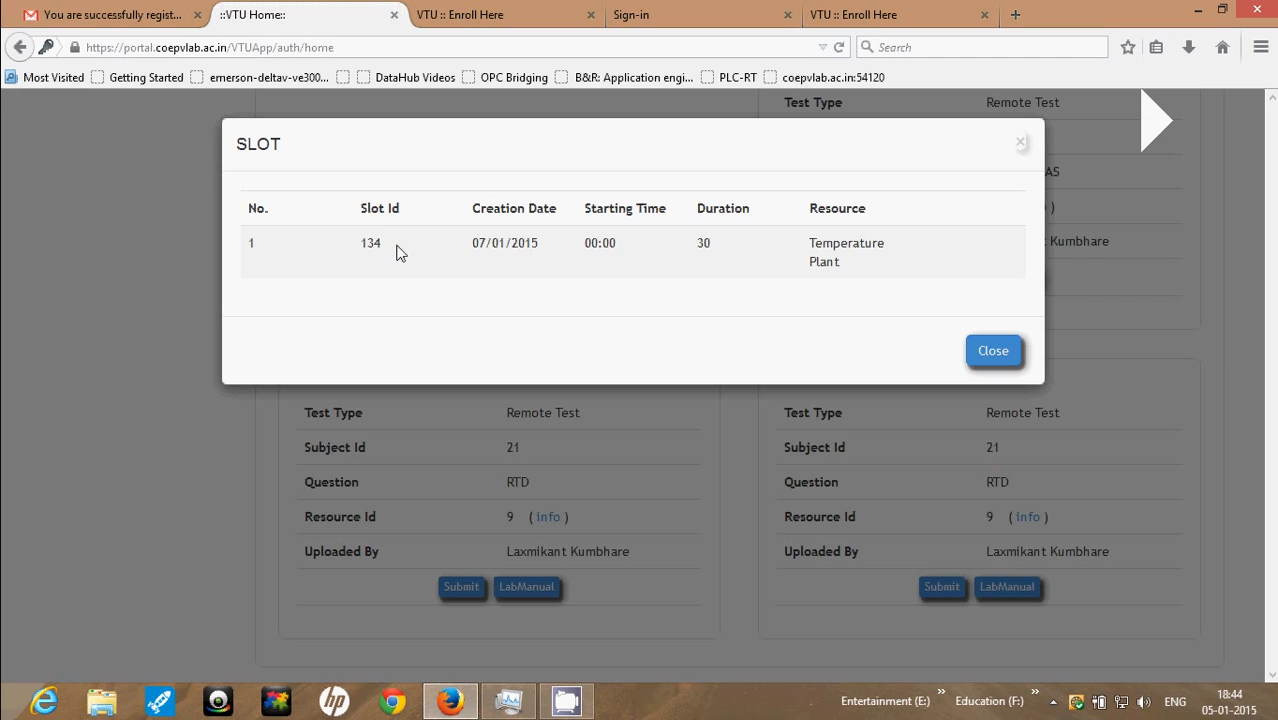 You are successfully regist...
::VTU Home::
VTU :: Enroll Here
Sign-in
VTU :: Enroll Here
https://portal.coepvlab.ac.in/VTUApp/auth/home
Search
Most Visited
Getting Started
emerson-deltav-ve300...
DataHub Videos
OPC Bridging
B&R: Application engi...
PLC-RT
coepvlab.ac.in:54120
Test Type Remote Test
AS
)
t Kumbhare
SLOT
×
No. Slot Id Creation Date Starting Time Duration Resource
1 134 07/01/2015 00:00 30 Temperature
Plant
Close
Test Type Remote Test
Subject Id 21
Question RTD
Resource Id 9 ( info )
Uploaded By Laxmikant Kumbhare
Submit LabManual
Test Type Remote Test
Subject Id 21
Question RTD
Resource Id 9 ( info )
Uploaded By Laxmikant Kumbhare
Submit LabManual
Entertainment (E:) » Education (F:) » ENG
18:44
05-01-2015